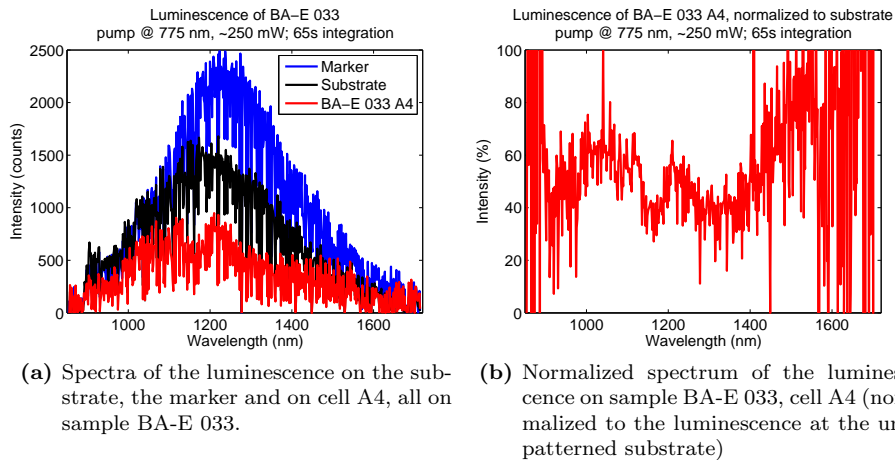 Luminescence of BA−E 033
pump @ 775 nm, ~250 mW; 65s integration
2500
2000
1500
1000
500
0
Intensity (counts)
Marker
Substrate
BA−E 033 A4
1000
1200
1400
1600
Wavelength (nm)
(a) Spectra of the luminescence on the sub-
strate, the marker and on cell A4, all on
sample BA-E 033.
Luminescence of BA−E 033 A4, normalized to substrate
pump @ 775 nm, ~250 mW; 65s integration
100
80
60
40
20
0
Intensity (%)
1000
1200
1400
1600
Wavelength (nm)
(b) Normalized spectrum of the lumines
cence on sample BA-E 033, cell A4 (no
malized to the luminescence at the u
patterned substrate)